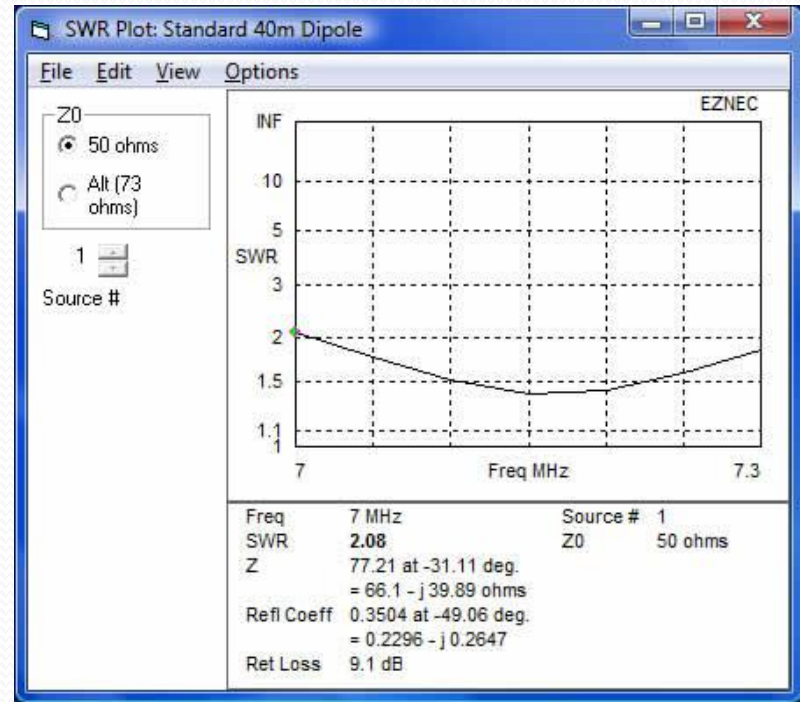 SWR Plot: Standard 40m Dipole
File Edit View Options
Z0
50 ohms
Alt (73
ohms)
1
Source #
EZNEC
INF
10
5
SWR
3
2
1.5
1.1
1
7 Freq MHz 7.3
Freq 7 MHz Source # 1
SWR 2.08 Z0 50 ohms
Z 77.21 at -31.11 deg.
= 66.1 - j 39.89 ohms
Refl Coeff 0.3504 at -49.06 deg.
= 0.2296 - j 0.2647
Ret Loss 9.1 dB